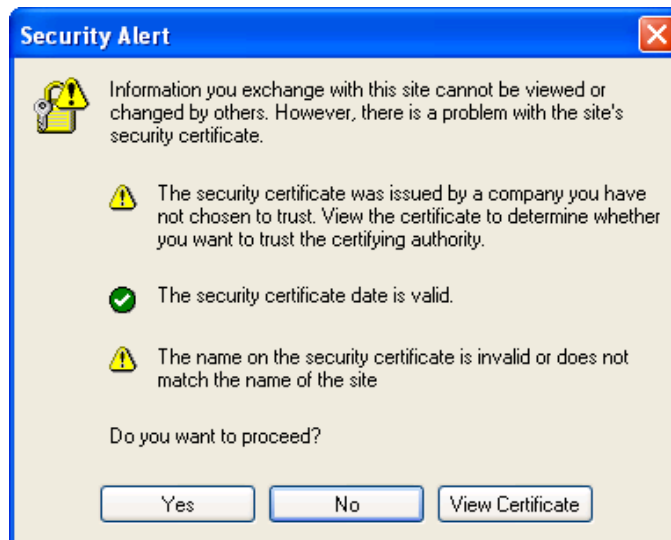 Security Alert
Information you exchange with this site cannot be viewed or
changed by others. However, there is a problem with the site's
security certificate.
The security certificate was issued by a company you have
not chosen to trust. View the certificate to determine whether
you want to trust the certifying authority.
The security certificate date is valid.
The name on the security certificate is invalid or does not
match the name of the site
Do you want to proceed?
Yes No View Certificate